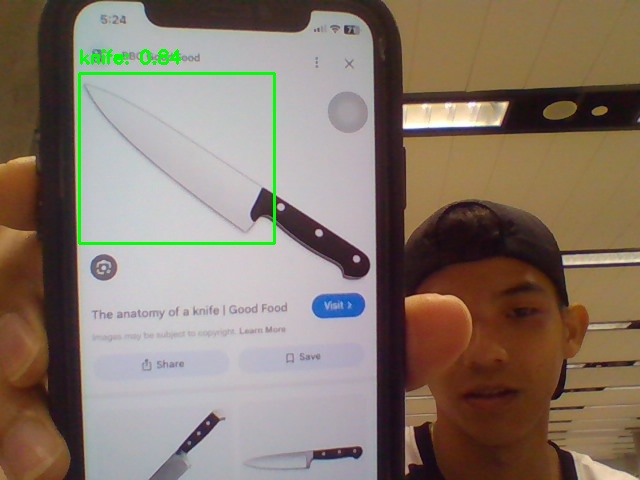 5:24
knife: 0.84
The anatomy of a knife | Good Food
Visit >
Images may be subject to copyright. Learn More
Share
Save